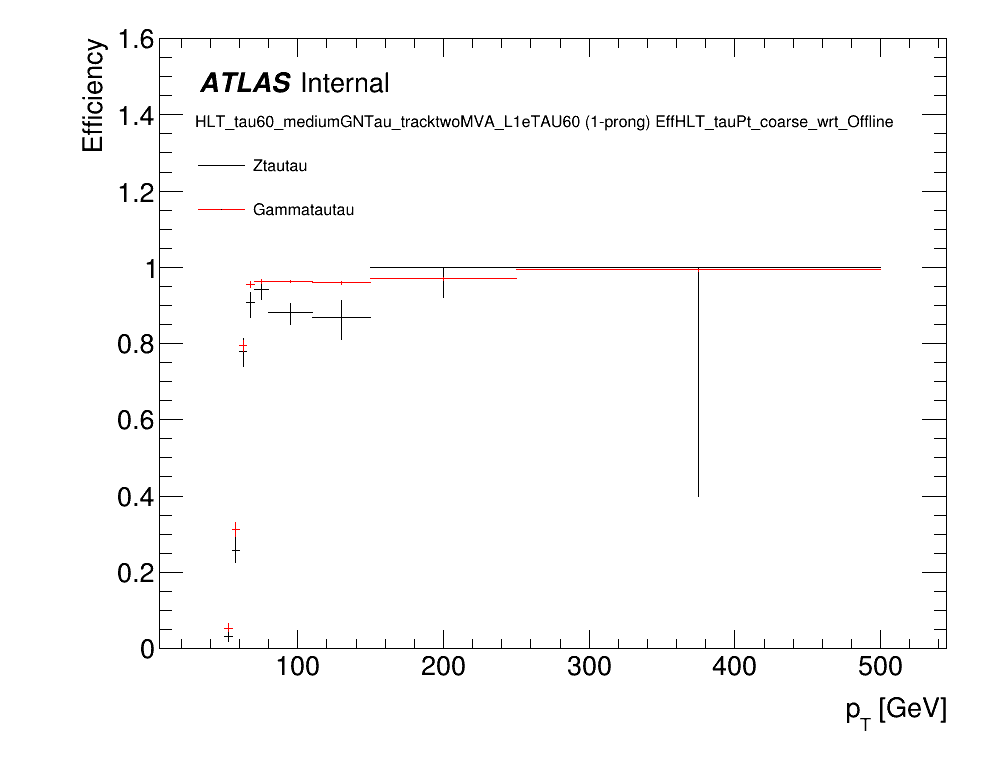 Efficiency
1.6
1.4
1.2
1
0.8
0.6
0.4
0.2
0
ATLAS Internal
HLT_tau60_mediumGNTau_tracktwoMVA_L1eTAU60 (1-prong) EffHLT_tauPt_coarse_wrt_Offline
Ztautau
Gammatautau
100 200 300 400 500
p_T [GeV]